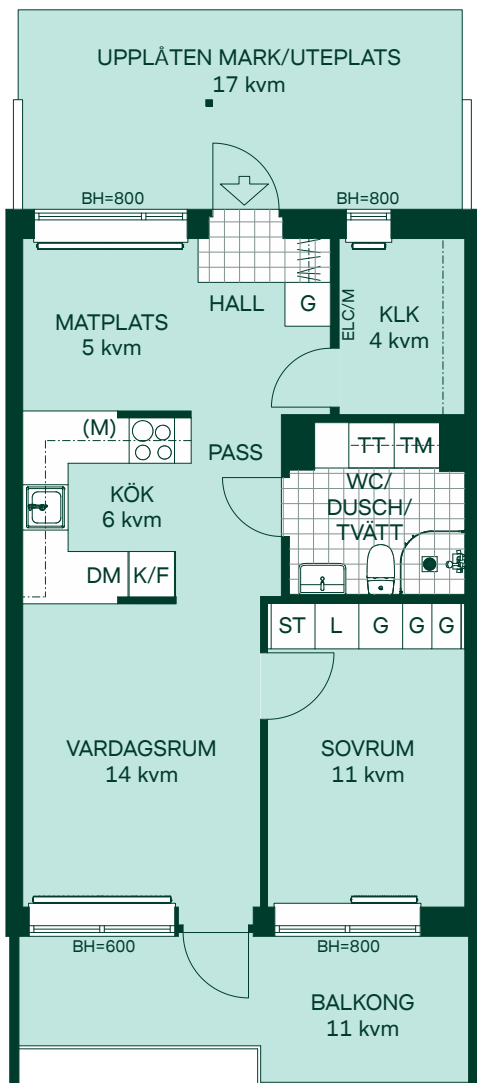 UPPLÅTEN MARK/UTEPLATS
17 kvm
BH=800
BH=800
HALL
G
ELC/M
KLK
4 kvm
MATPLATS
5 kvm
(M)
PASS
TT
TM
WC/
DUSCH/
TVÄTT
KÖK
6 kvm
DM
K/F
ST
L
G
G
G
VARDAGSRUM
14 kvm
SOVRUM
11 kvm
BH=600
BH=800
BALKONG
11 kvm